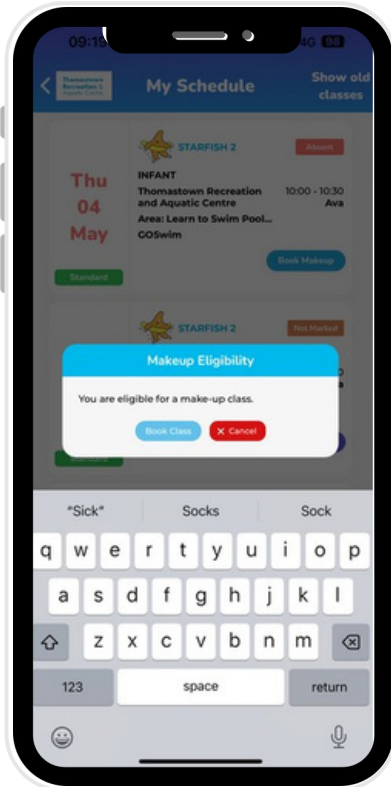 09:19
4G 98
Thomastown
Recreation &
Aquatic Centre
My Schedule
Show old
classes
STARFISH 2
Absent
Thu
04
May
INFANT
Thomastown Recreation
and Aquatic Centre
10:00 - 10:30
Ava
Area: Learn to Swim Pool...
GOSwim
Book Makeup
Standard
STARFISH 2
Not Marked
Makeup Eligibility
You are eligible for a make-up class.
Book Class
X Cancel
Standard
"Sick"
Socks
Sock
q w e r t y u i o p
a s d f g h j k l
z x c v b n m
123
space
return